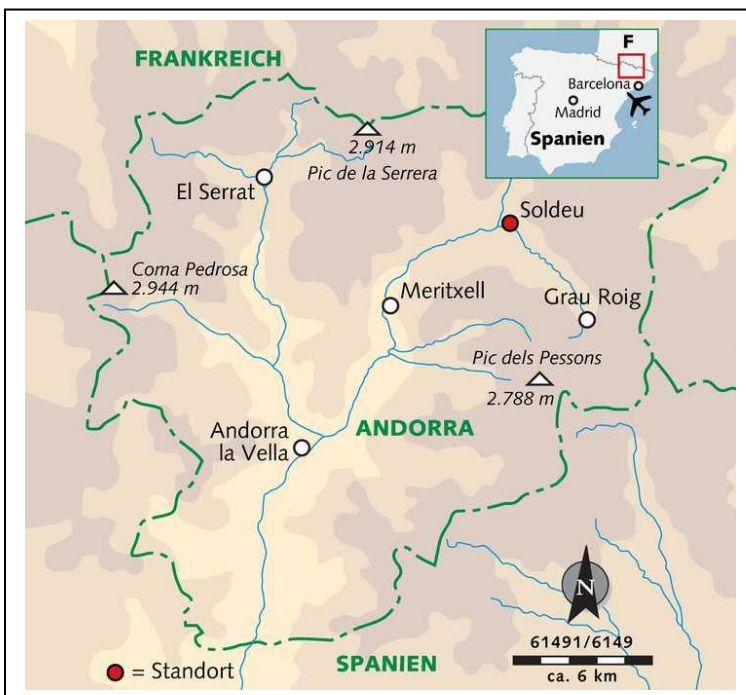 FRANKREICH
F
Barcelona
Madrid
Spanien
2.914 m
Pic de la Serrera
El Serrat
Soldeu
Coma Pedrosa
2.944 m
Meritxell
Grau Roig
Pic dels Pessons
2.788 m
Andorra
la Vella
ANDORRA
N
61491/6149
ca. 6 km
= Standort
SPANIEN